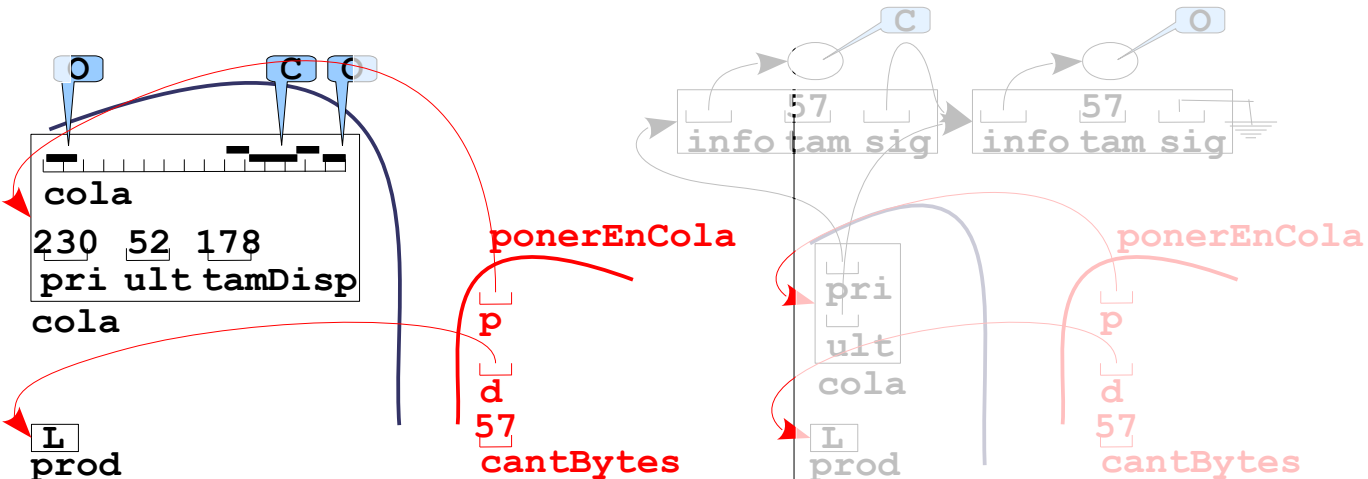 O C O
cola
230 52 178
pri ult tamDisp
cola
ponerEnCola
p
d
57
cantBytes
L
prod
C O
57 57
info tam sig info tam sig
ponerEnCola
pri
ult
cola
p
d
57
cantBytes
L
prod